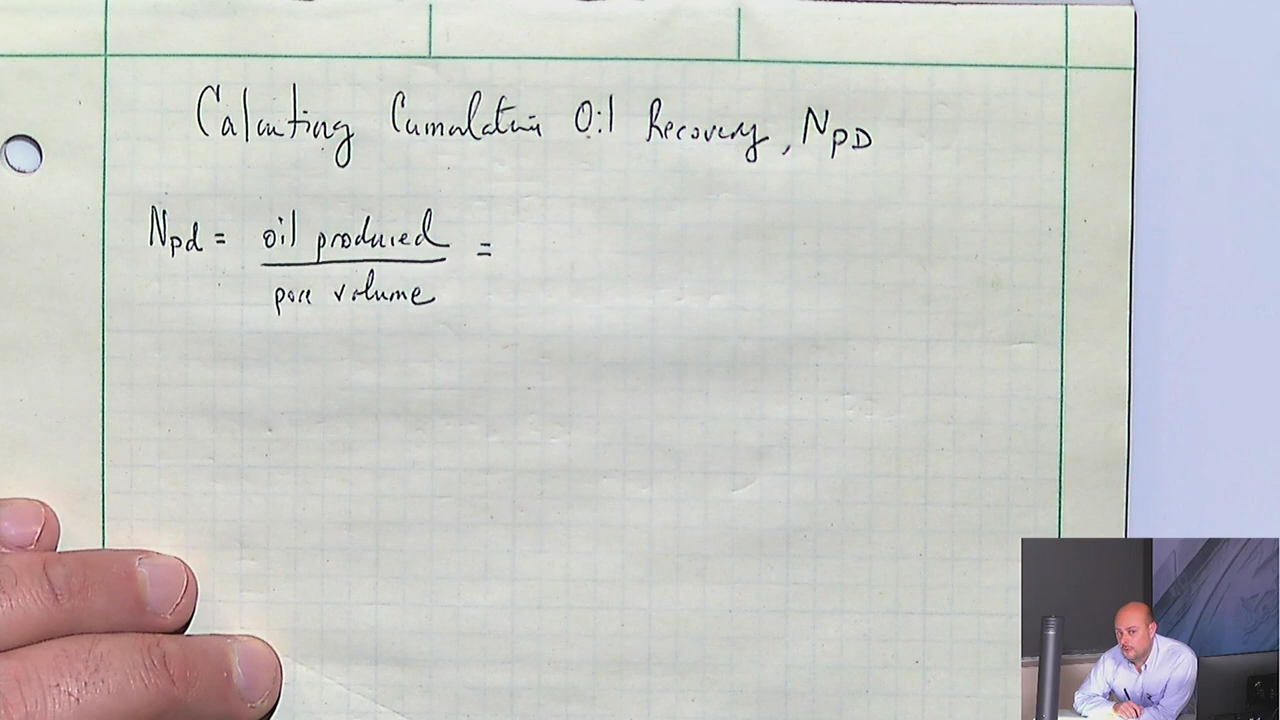 Calculating Cumulative Oil Recovery, NPD
Npd = oil produced / pore volume =